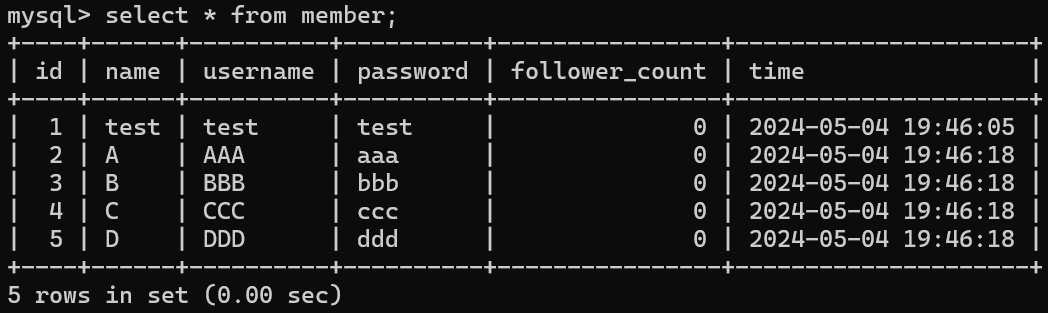 mysql> select * from member;
+----+------+----------+----------+----------------+---------------------+
| id | name | username | password | follower_count | time                |
+----+------+----------+----------+----------------+---------------------+
|  1 | test | test     | test     |              0 | 2024-05-04 19:46:05 |
|  2 | A    | AAA      | aaa      |              0 | 2024-05-04 19:46:18 |
|  3 | B    | BBB      | bbb      |              0 | 2024-05-04 19:46:18 |
|  4 | C    | CCC      | ccc      |              0 | 2024-05-04 19:46:18 |
|  5 | D    | DDD      | ddd      |              0 | 2024-05-04 19:46:18 |
+----+------+----------+----------+----------------+---------------------+
5 rows in set (0.00 sec)